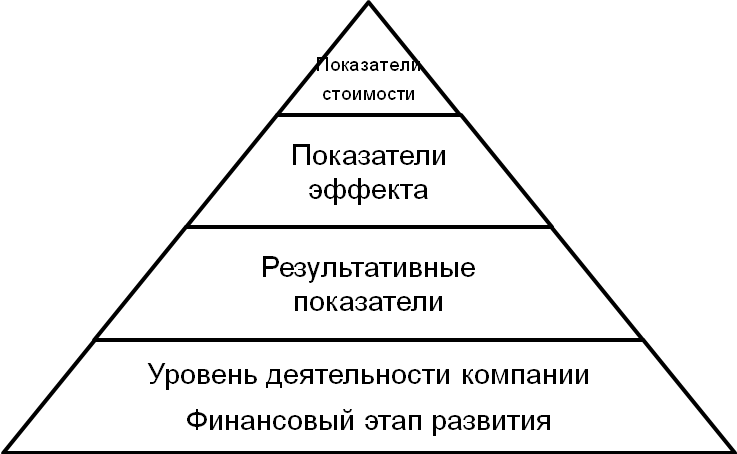 Показатели
стоимости
Показатели
эффекта
Результативные
показатели
Уровень деятельности компании
Финансовый этап развития